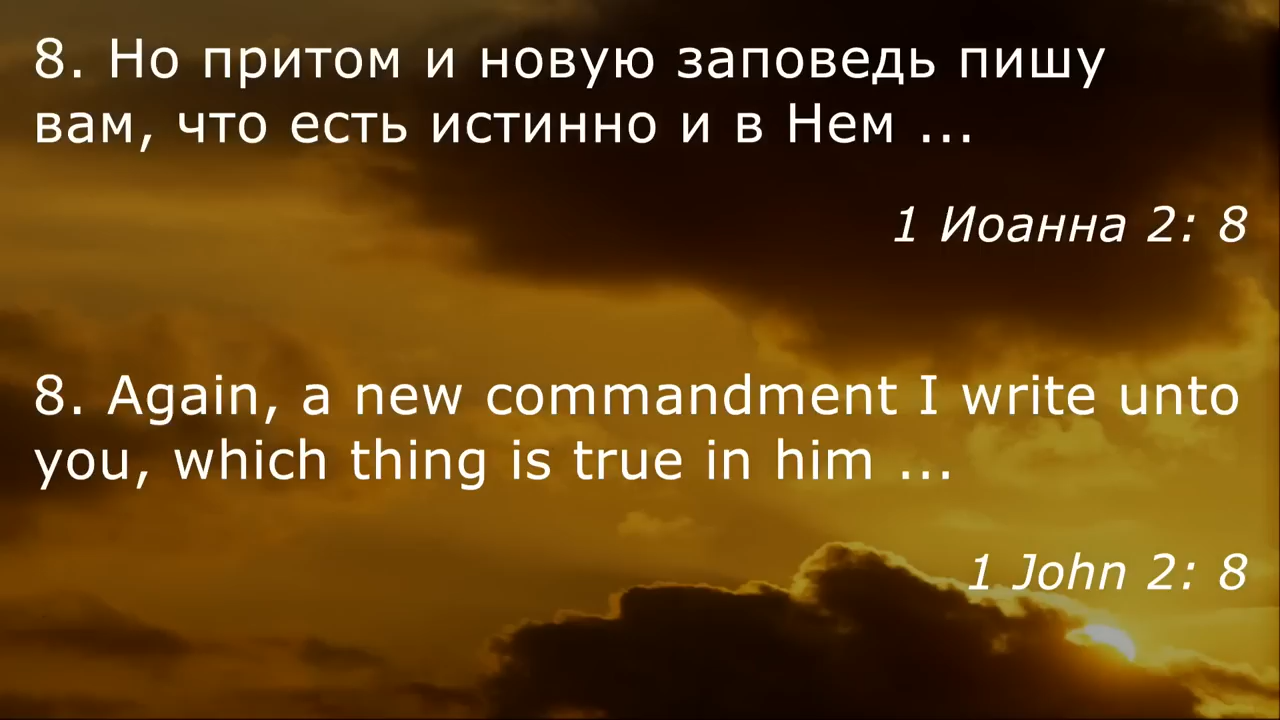 8. Но притом и новую заповедь пишу
вам, что есть истинно и в Нем ...
1 Иоанна 2: 8
8. Again, a new commandment I write unto
you, which thing is true in him ...
1 John 2: 8